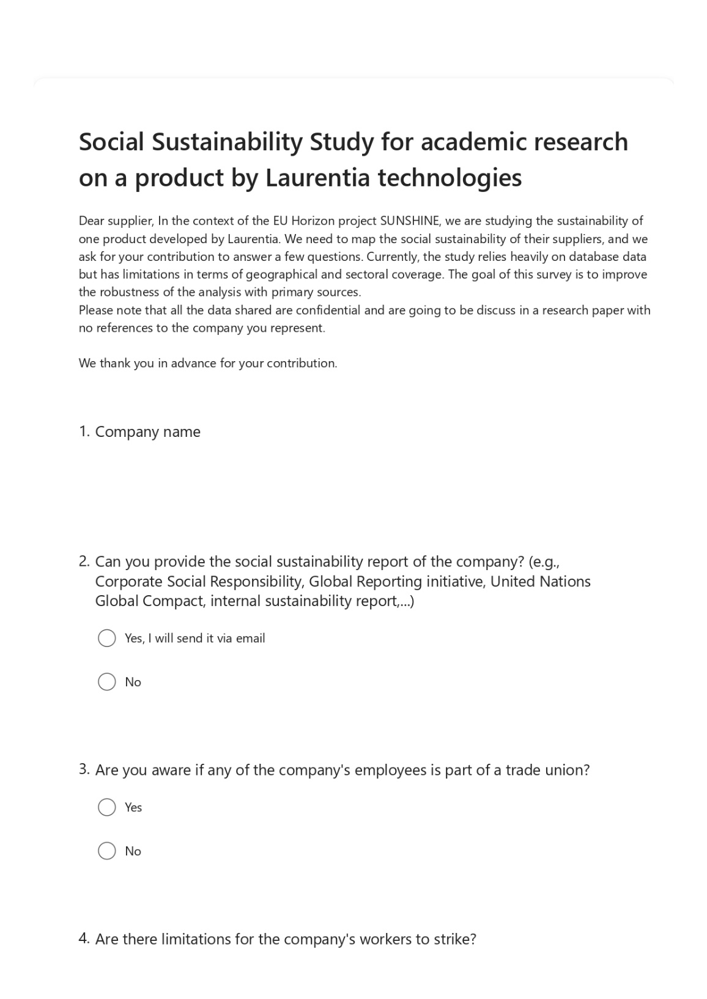 Social Sustainability Study for academic research
on a product by Laurentia technologies
Dear supplier, In the context of the EU Horizon project SUNSHINE, we are studying the sustainability of
one product developed by Laurentia. We need to map the social sustainability of their suppliers, and we
ask for your contribution to answer a few questions. Currently, the study relies heavily on database data
but has limitations in terms of geographical and sectoral coverage. The goal of this survey is to improve
the robustness of the analysis with primary sources.
Please note that all the data shared are confidential and are going to be discuss in a research paper with
no references to the company you represent.
We thank you in advance for your contribution.
1. Company name
2. Can you provide the social sustainability report of the company? (e.g.,
Corporate Social Responsibility, Global Reporting initiative, United Nations
Global Compact, internal sustainability report,...)
Yes, I will send it via email
No
3. Are you aware if any of the company's employees is part of a trade union?
Yes
No
4. Are there limitations for the company's workers to strike?